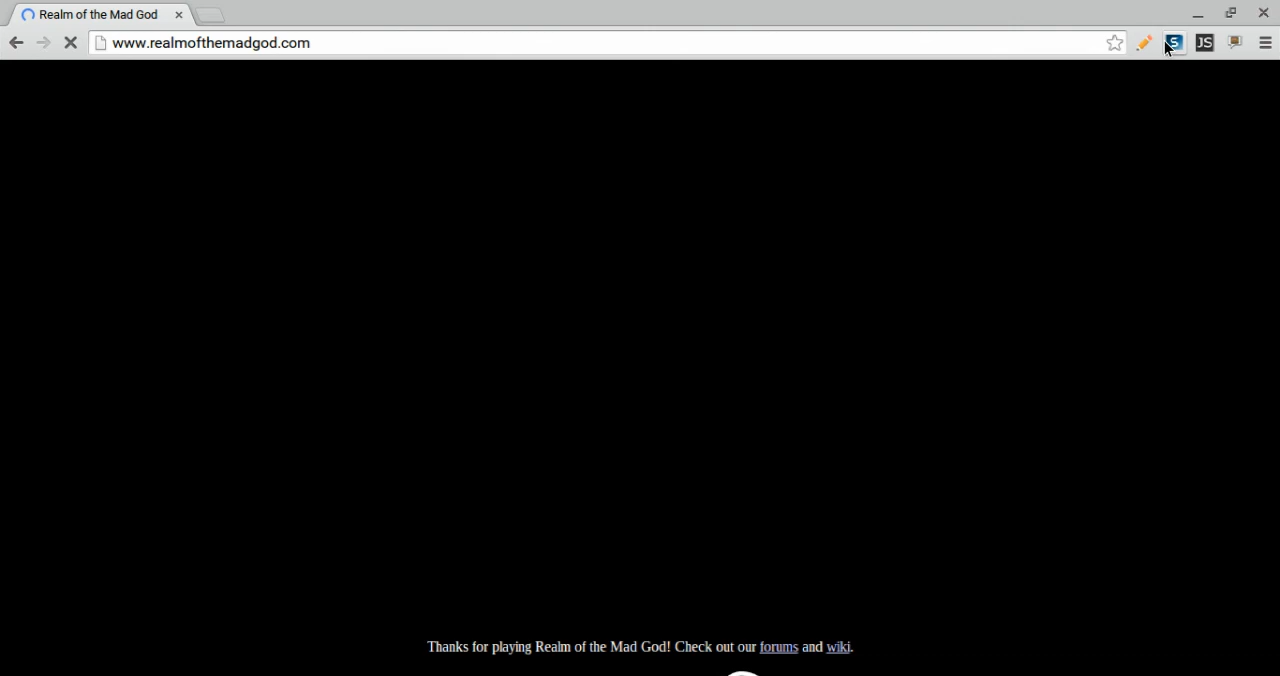 Realm of the Mad God
www.realmofthemadgod.com
S
JS
Thanks for playing Realm of the Mad God! Check out our forums and wiki.